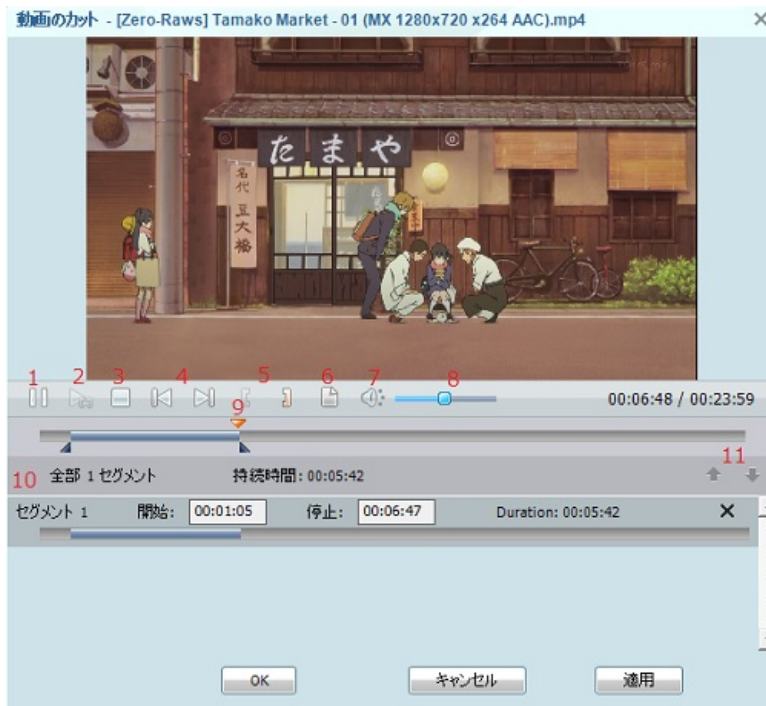 動画のカット - [Zero-Raws] Tamako Market - 01 (MX 1280x720 x264 AAC).mp4
たまや
名代 豆大福
1 2 3 4 5 6 7 8
9
00:06:48 / 00:23:59
10 全部 1 セグメント 持続時間: 00:05:42 11
セグメント 1 開始: 00:01:05 停止: 00:06:47 Duration: 00:05:42
OK キャンセル 適用